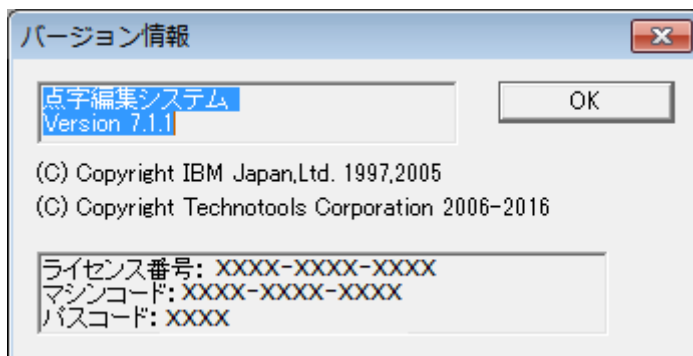 バージョン情報
点字編集システム
Version 7.1.1
OK
(C) Copyright IBM Japan,Ltd. 1997,2005
(C) Copyright Technotools Corporation 2006-2016
ライセンス番号: XXXX-XXXX-XXXX
マシンコード: XXXX-XXXX-XXXX
パスコード: XXXX